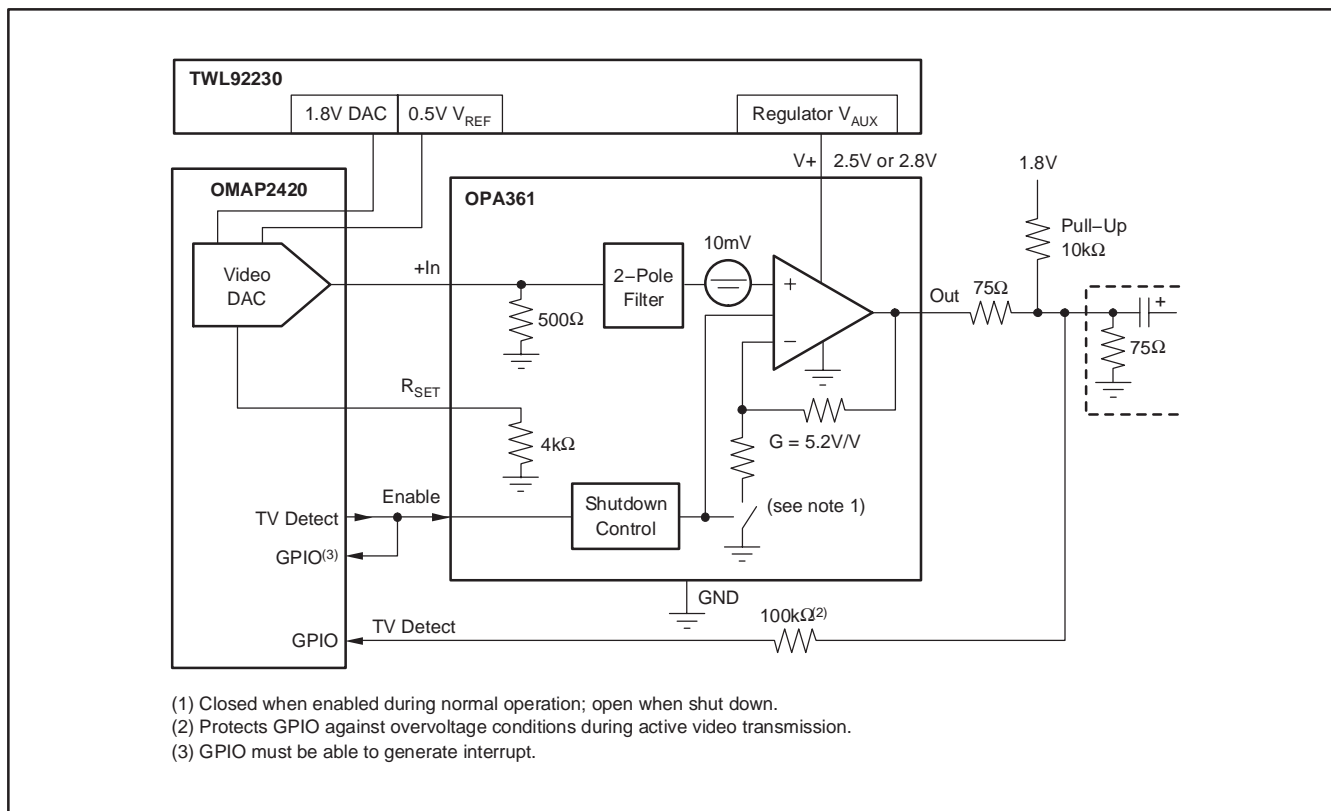 TWL92230
1.8V DAC
0.5V VREF
Regulator VAUX
V+
2.5V or 2.8V
1.8V
OMAP2420
OPA361
Pull−Up
10kΩ
10mV
Video
DAC
+In
2−Pole
Filter
+
Out
75Ω
+
500Ω
−
75Ω
RSET
4kΩ
G = 5.2V/V
Enable
Shutdown
Control
(see note 1)
TV Detect
GPIO(3)
GND
100kΩ(2)
GPIO
TV Detect
(1) Closed when enabled during normal operation; open when shut down.
(2) Protects GPIO against overvoltage conditions during active video transmission.
(3) GPIO must be able to generate interrupt.